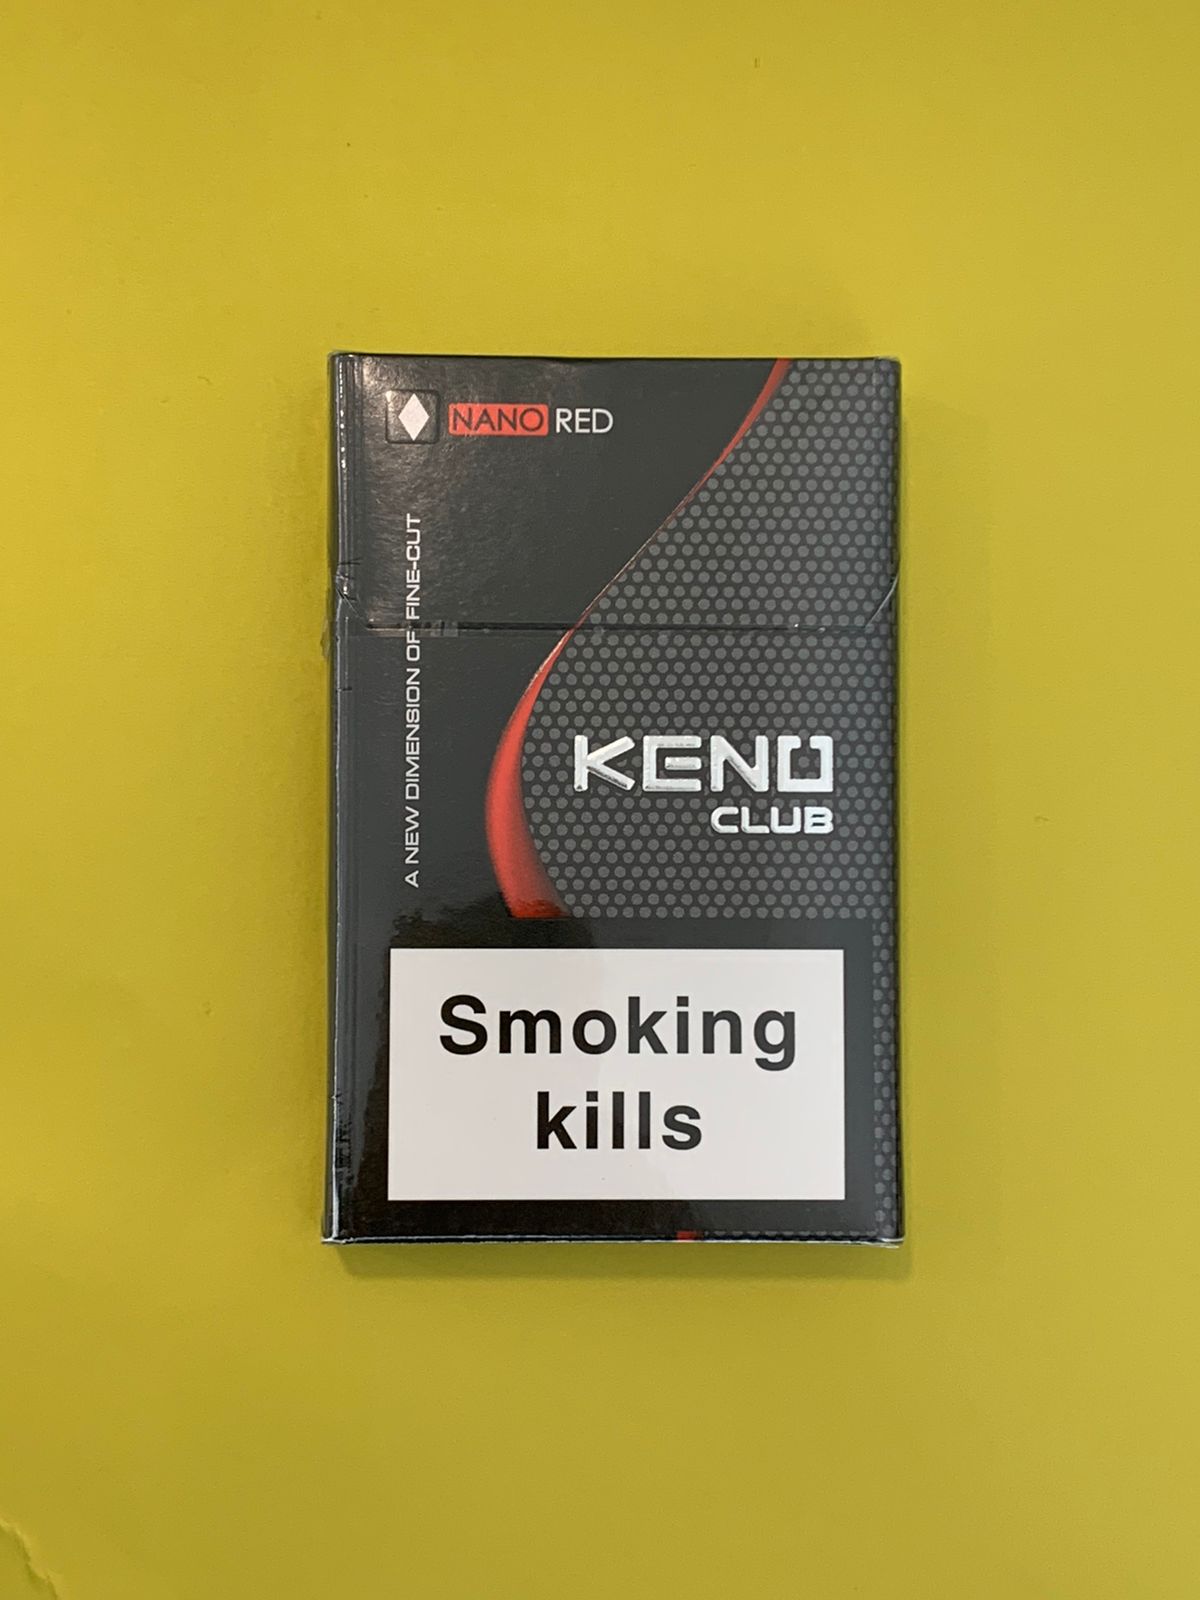 NANO RED
A NEW DIMENSION OF FINE-CUT
KENO
CLUB
Smoking
kills